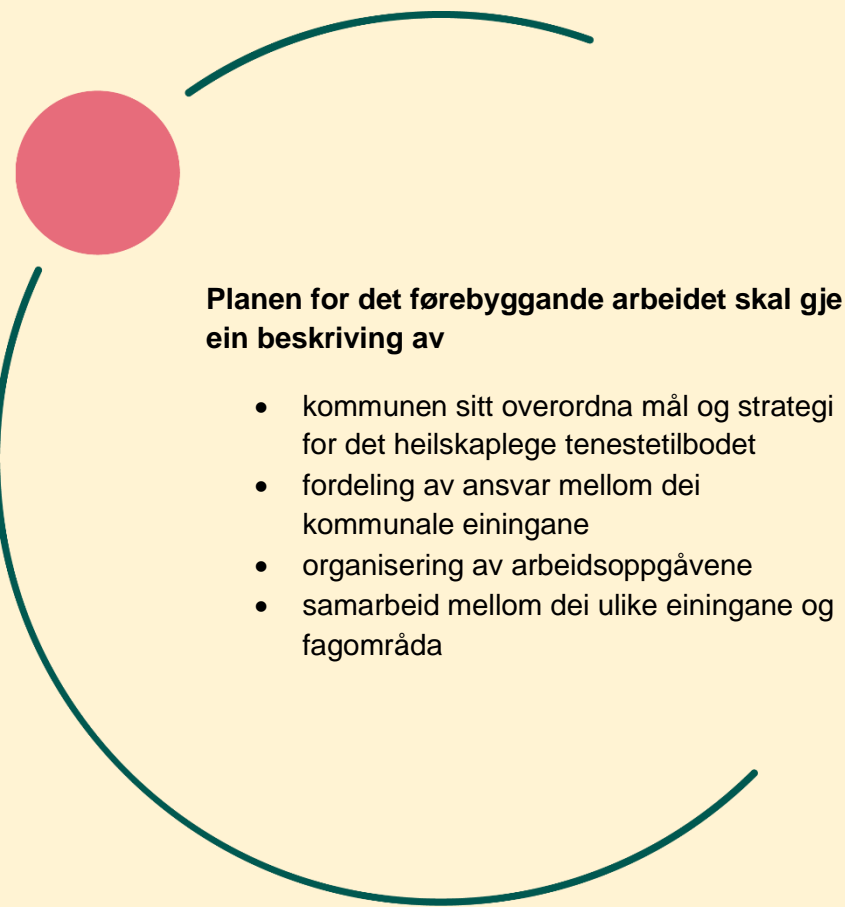 Planen for det førebyggande arbeidet skal gje
ein beskriving av
• kommunen sitt overordna mål og strategi
for det heilskaplege tenestetilbodet
• fordeling av ansvar mellom dei
kommunale einingane
• organisering av arbeidsoppgåvene
• samarbeid mellom dei ulike einingane og
fagområda